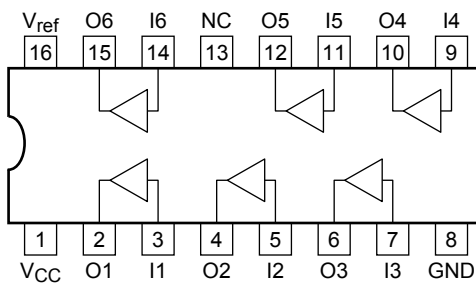 Vref O6 I6 NC O5 I5 O4 I4
16 15 14 13 12 11 10 9
1 2 3 4 5 6 7 8
VCC O1 I1 O2 I2 O3 I3 GND